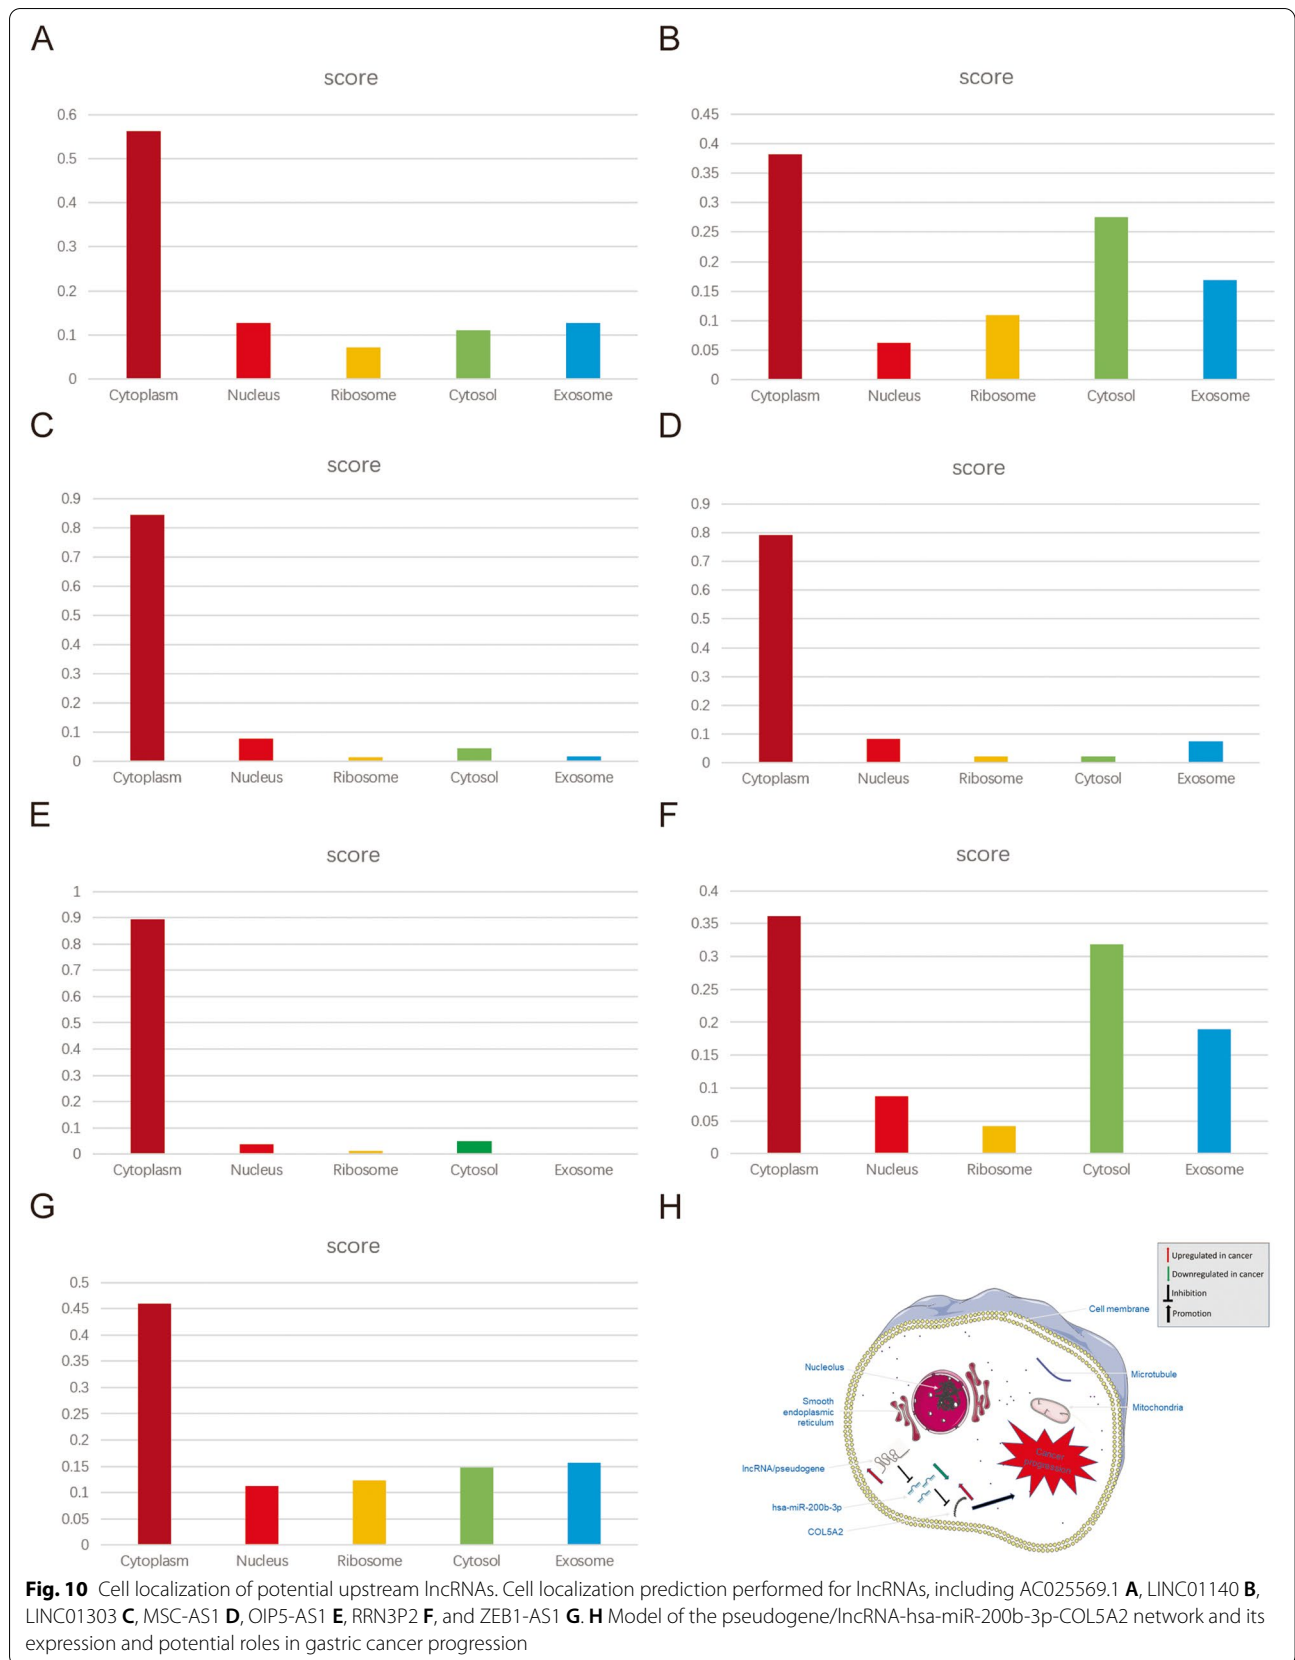 A
score
0.6
0.5
0.4
0.3
0.2
0.1
0
Cytoplasm Nucleus Ribosome Cytosol Exosome
B
score
0.45
0.4
0.35
0.3
0.25
0.2
0.15
0.1
0.05
0
Cytoplasm Nucleus Ribosome Cytosol Exosome
C
score
0.9
0.8
0.7
0.6
0.5
0.4
0.3
0.2
0.1
0
Cytoplasm Nucleus Ribosome Cytosol Exosome
D
score
0.9
0.8
0.7
0.6
0.5
0.4
0.3
0.2
0.1
0
Cytoplasm Nucleus Ribosome Cytosol Exosome
E
score
1
0.9
0.8
0.7
0.6
0.5
0.4
0.3
0.2
0.1
0
Cytoplasm Nucleus Ribosome Cytosol Exosome
F
score
0.4
0.35
0.3
0.25
0.2
0.15
0.1
0.05
0
Cytoplasm Nucleus Ribosome Cytosol Exosome
G
score
0.5
0.45
0.4
0.35
0.3
0.25
0.2
0.15
0.1
0.05
0
Cytoplasm Nucleus Ribosome Cytosol Exosome
H
Upregulated in cancer
Downregulated in cancer
Inhibition
Promotion
Cell membrane
Nucleolus
Microtubule
Smooth
endoplasmic
reticulum
Mitochondria
Cancer
progression
lncRNA/pseudogene
hsa-miR-200b-3p
COL5A2
Fig. 10 Cell localization of potential upstream lncRNAs. Cell localization prediction performed for lncRNAs, including AC025569.1 A, LINC01140 B,
LINC01303 C, MSC-AS1 D, OIP5-AS1 E, RRN3P2 F, and ZEB1-AS1 G. H Model of the pseudogene/lncRNA-hsa-miR-200b-3p-COL5A2 network and its
expression and potential roles in gastric cancer progression